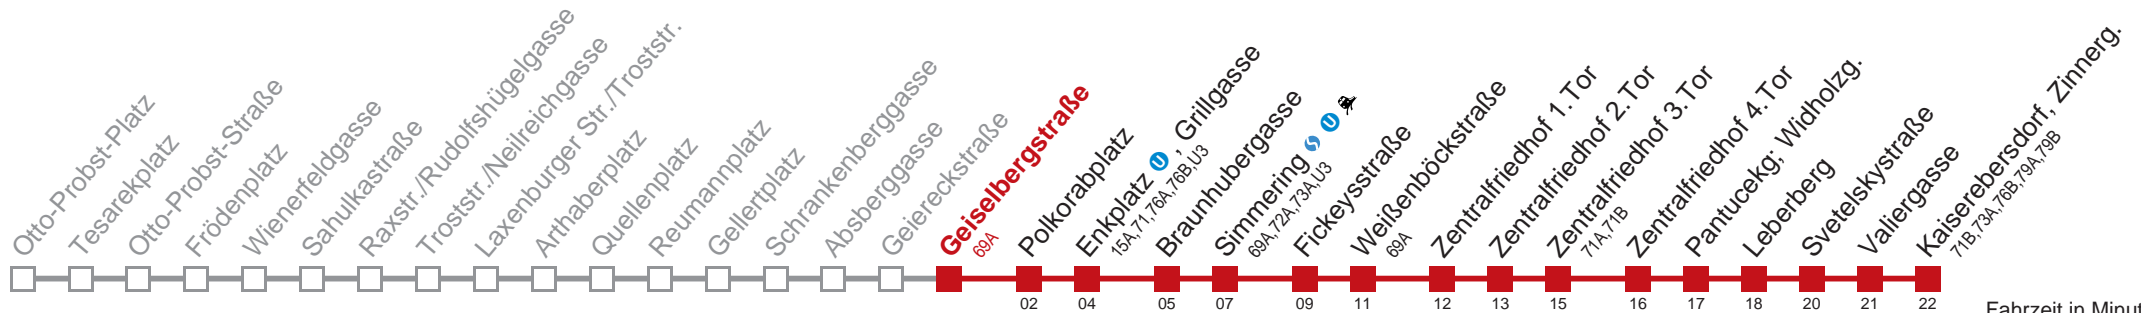 Otto-Probst-Platz
Tesarekplatz
Otto-Probst-Straße
Frödenplatz
Wienerfeldgasse
Sahulkastraße
Raxstr./Rudolfshügelgasse
Troststr./Neilreichgasse
Laxenburger Str./Troststr.
Arthaberplatz
Quellenplatz
Reumannplatz
Gellertplatz
Schrankenberggasse
Absberggasse
Geiereckstraße
Geiselbergstraße
69A
Polkorabplatz
Enkplatz U , Grillgasse
15A,71,76A,76B,U3
Braunhubergasse
Simmering S U
69A,72A,73A,U3
Fickeysstraße
Weißenböckstraße
69A
Zentralfriedhof 1.Tor
Zentralfriedhof 2.Tor
Zentralfriedhof 3.Tor
71A,71B
Zentralfriedhof 4.Tor
Pantucekg; Widholzg.
Leberberg
Svetelskystraße
Valiergasse
Kaiserebersdorf, Zinnerg.
71B,73A,76B,79A,79B
02 04 05 07 09 11 12 13 15 16 17 18 20 21 22
Fahrzeit in Minut